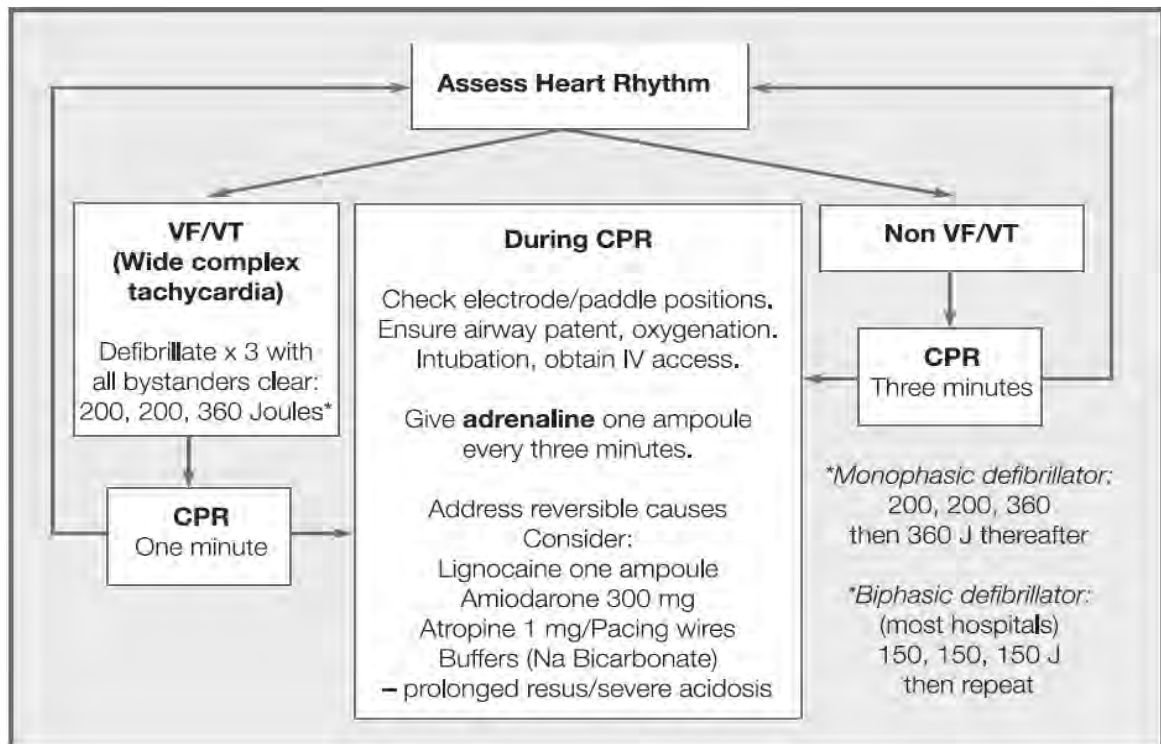 Assess Heart Rhythm
VF/VT
(Wide complex
tachycardia)
Defibrillate x 3 with
all bystanders clear:
200, 200, 360 Joules*
CPR
One minute
During CPR
Check electrode/paddle positions.
Ensure airway patent, oxygenation.
Intubation, obtain IV access.
Give adrenaline one ampoule
every three minutes.
Address reversible causes
Consider:
Lignocaine one ampoule
Amiodarone 300 mg
Atropine 1 mg/Pacing wires
Buffers (Na Bicarbonate)
– prolonged resus/severe acidosis
Non VF/VT
CPR
Three minutes
*Monophasic defibrillator:
200, 200, 360
then 360 J thereafter
*Biphasic defibrillator:
(most hospitals)
150, 150, 150 J
then repeat